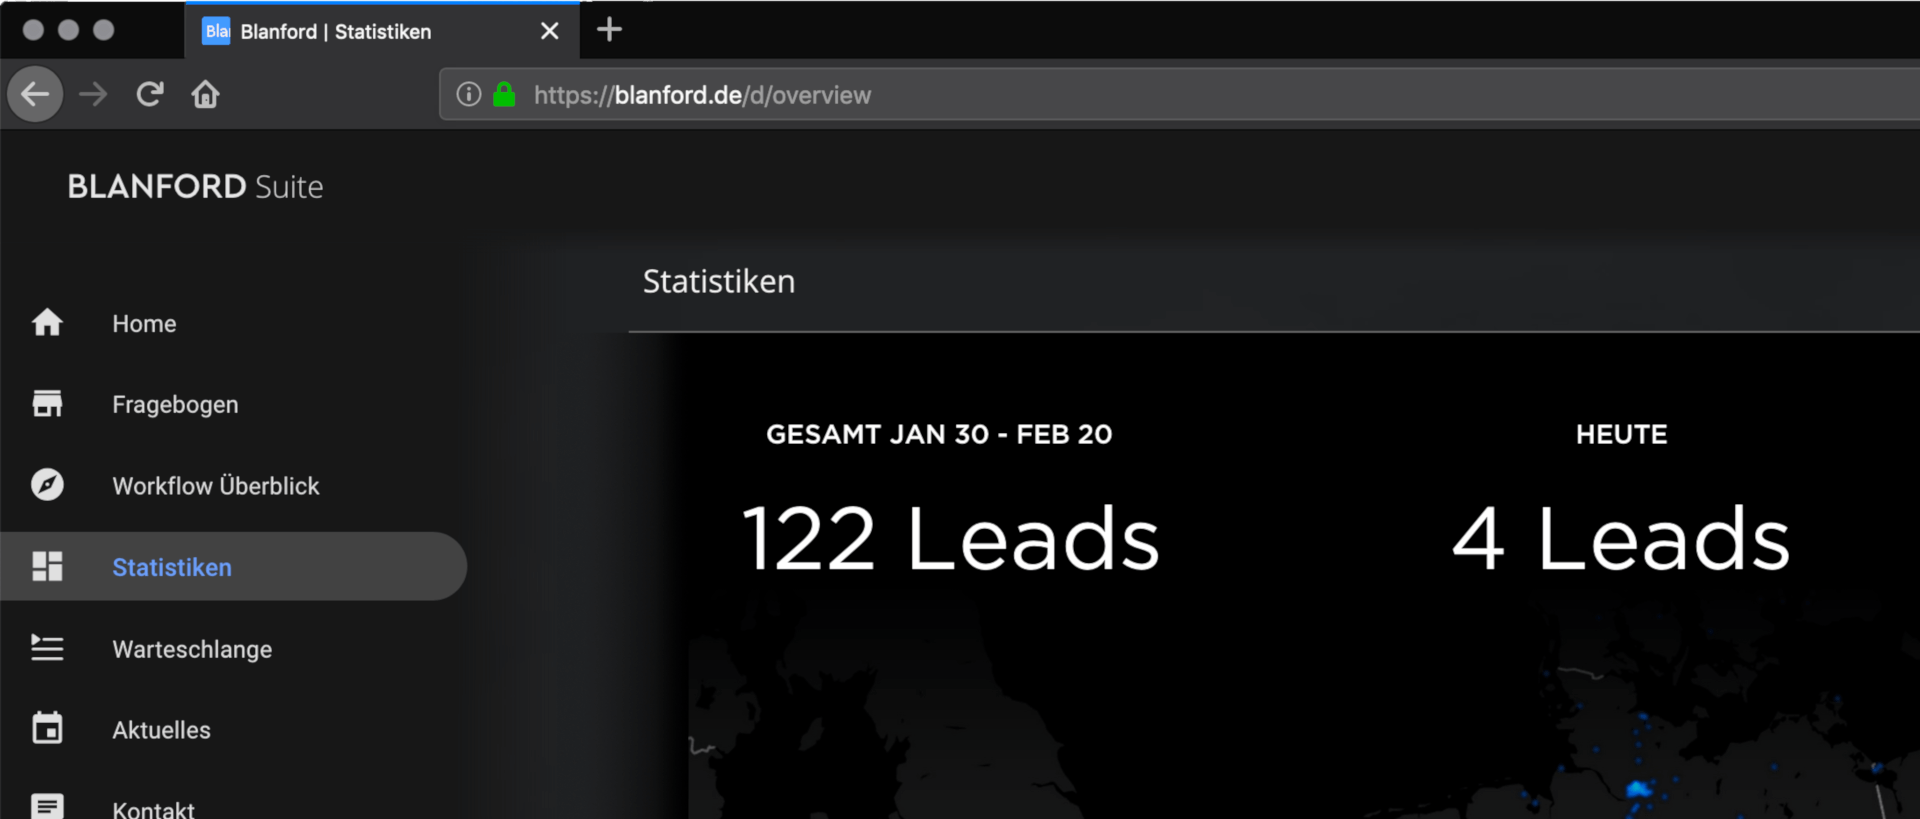 Bla
Blanford | Statistiken
https://blanford.de/d/overview
BLANFORD Suite
Statistiken
Home
Fragebogen
Workflow Überblick
Statistiken
Warteschlange
Aktuelles
Kontakt
GESAMT JAN 30 - FEB 20
122 Leads
HEUTE
4 Leads